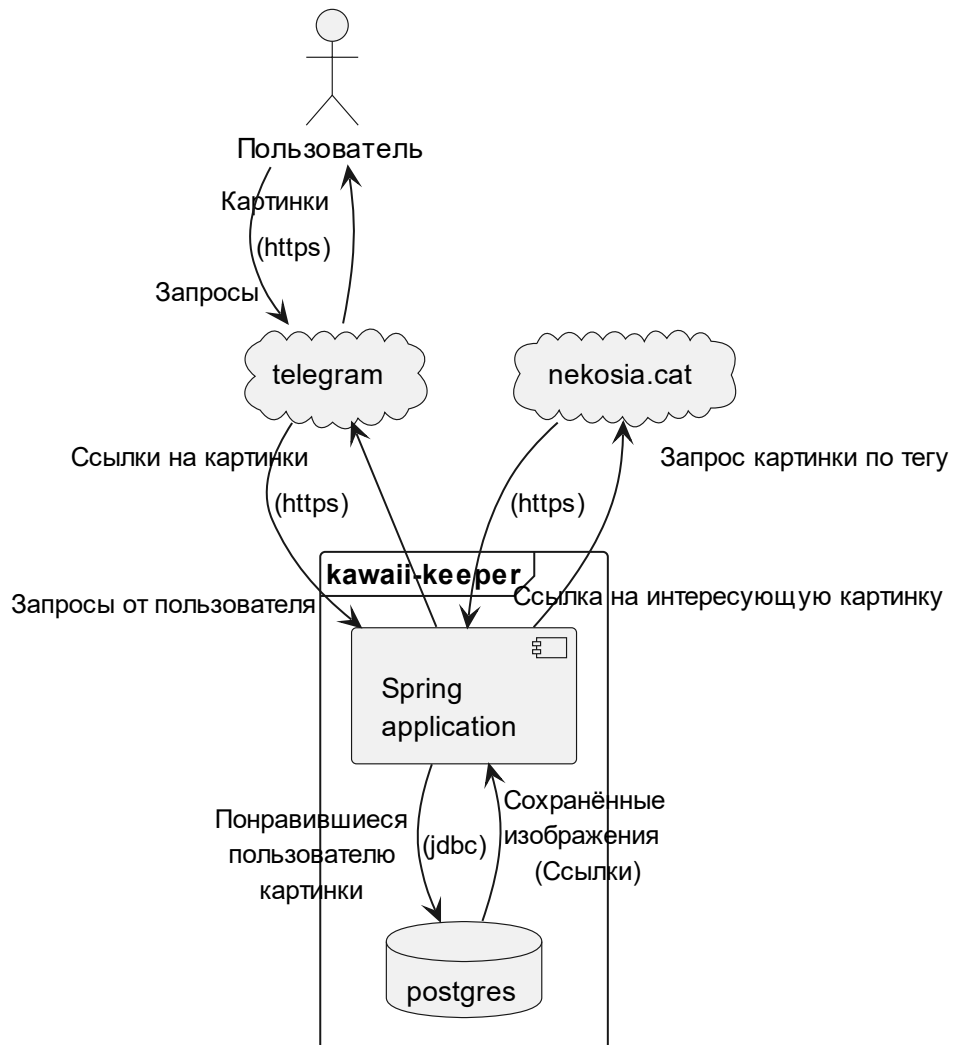 Пользователь
Картинки
(https)
Запросы
telegram
nekosia.cat
Ссылки на картинки
Запрос картинки по тегу
(https)
(https)
kawaii-keeper
Ссылка на интересующую картинку
Запросы от пользователя
Spring
application
Понравившиеся
пользователю
картинки
(jdbc)
Сохранённые
изображения
(Ссылки)
postgres